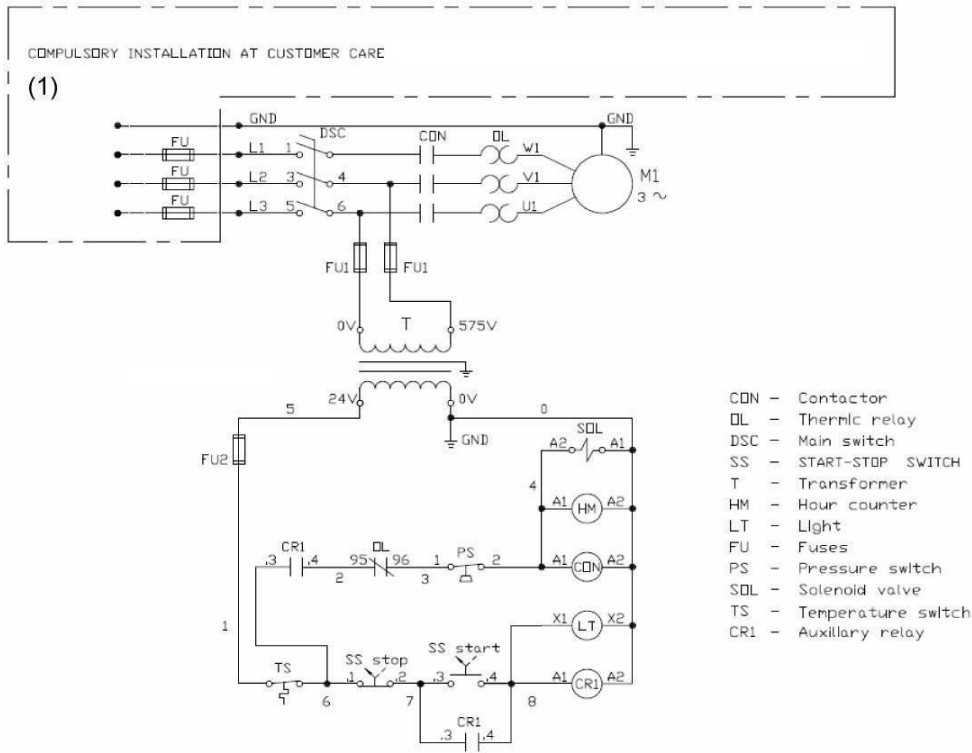 COMPULSORY INSTALLATION AT CUSTOMER CARE
(1)
GND GND
FU DSC CON OL
L1 1 W1
FU
L2 3 4 V1 M1
3 ~
FU
L3 5 6 U1
FU1 FU1
0V T 575V
24V 0V
5 0
GND
SOL
A2 A1
FU2
4
A1 HM A2
CR1 OL PS
.3 .4 95 96 1 2 A1 CON A2
2 3
X1 LT X2
1
SS stop SS start
TS .1 .2 .3 .4 A1 CR1 A2
6 7 8
CR1
.3 .4
CON - Contactor
OL - Thermic relay
DSC - Main switch
SS - START-STOP SWITCH
T - Transformer
HM - Hour counter
LT - Light
FU - Fuses
PS - Pressure switch
SOL - Solenoid valve
TS - Temperature switch
CR1 - Auxillary relay